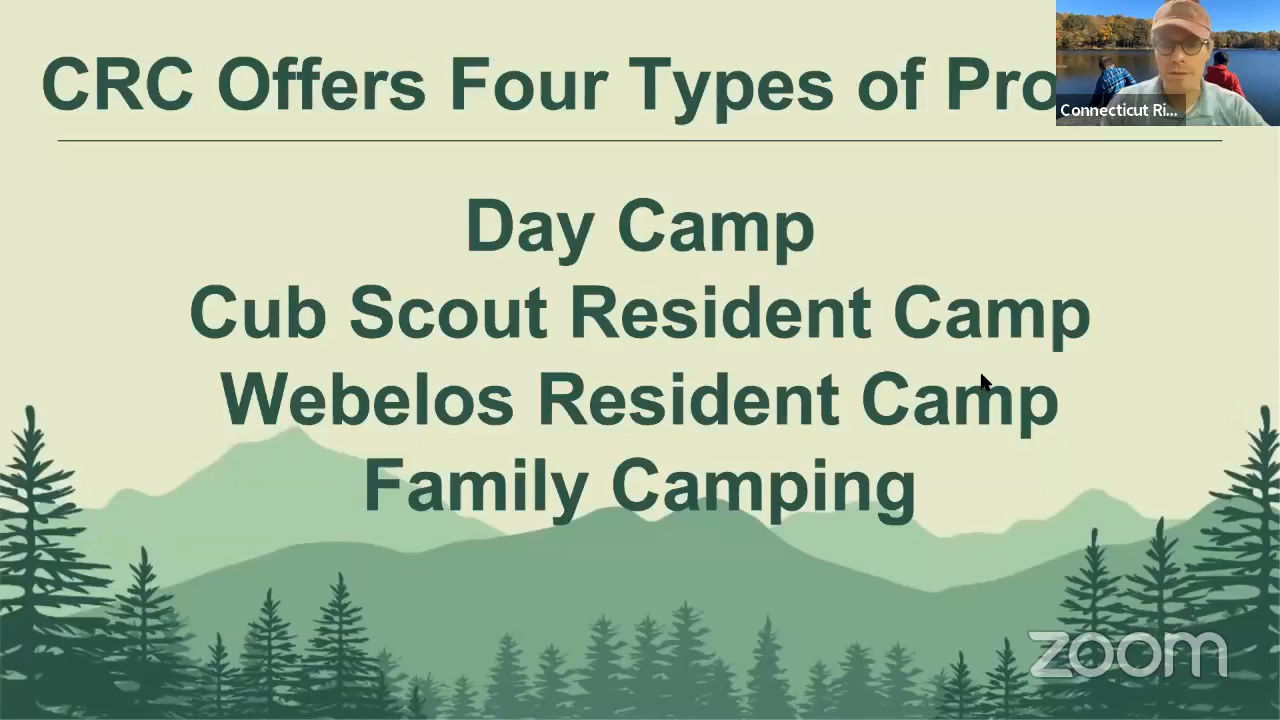 CRC Offers Four Types of Pro
Connecticut Ri...
Day Camp
Cub Scout Resident Camp
Webelos Resident Camp
Family Camping
zoom